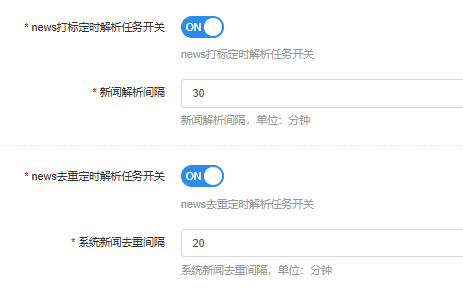 * news打标定时解析任务开关 ON
news打标定时解析任务开关
* 新闻解析间隔 30
新闻解析间隔，单位：分钟
* news去重定时解析任务开关 ON
news去重定时解析任务开关
* 系统新闻去重间隔 20
系统新闻去重间隔，单位：分钟